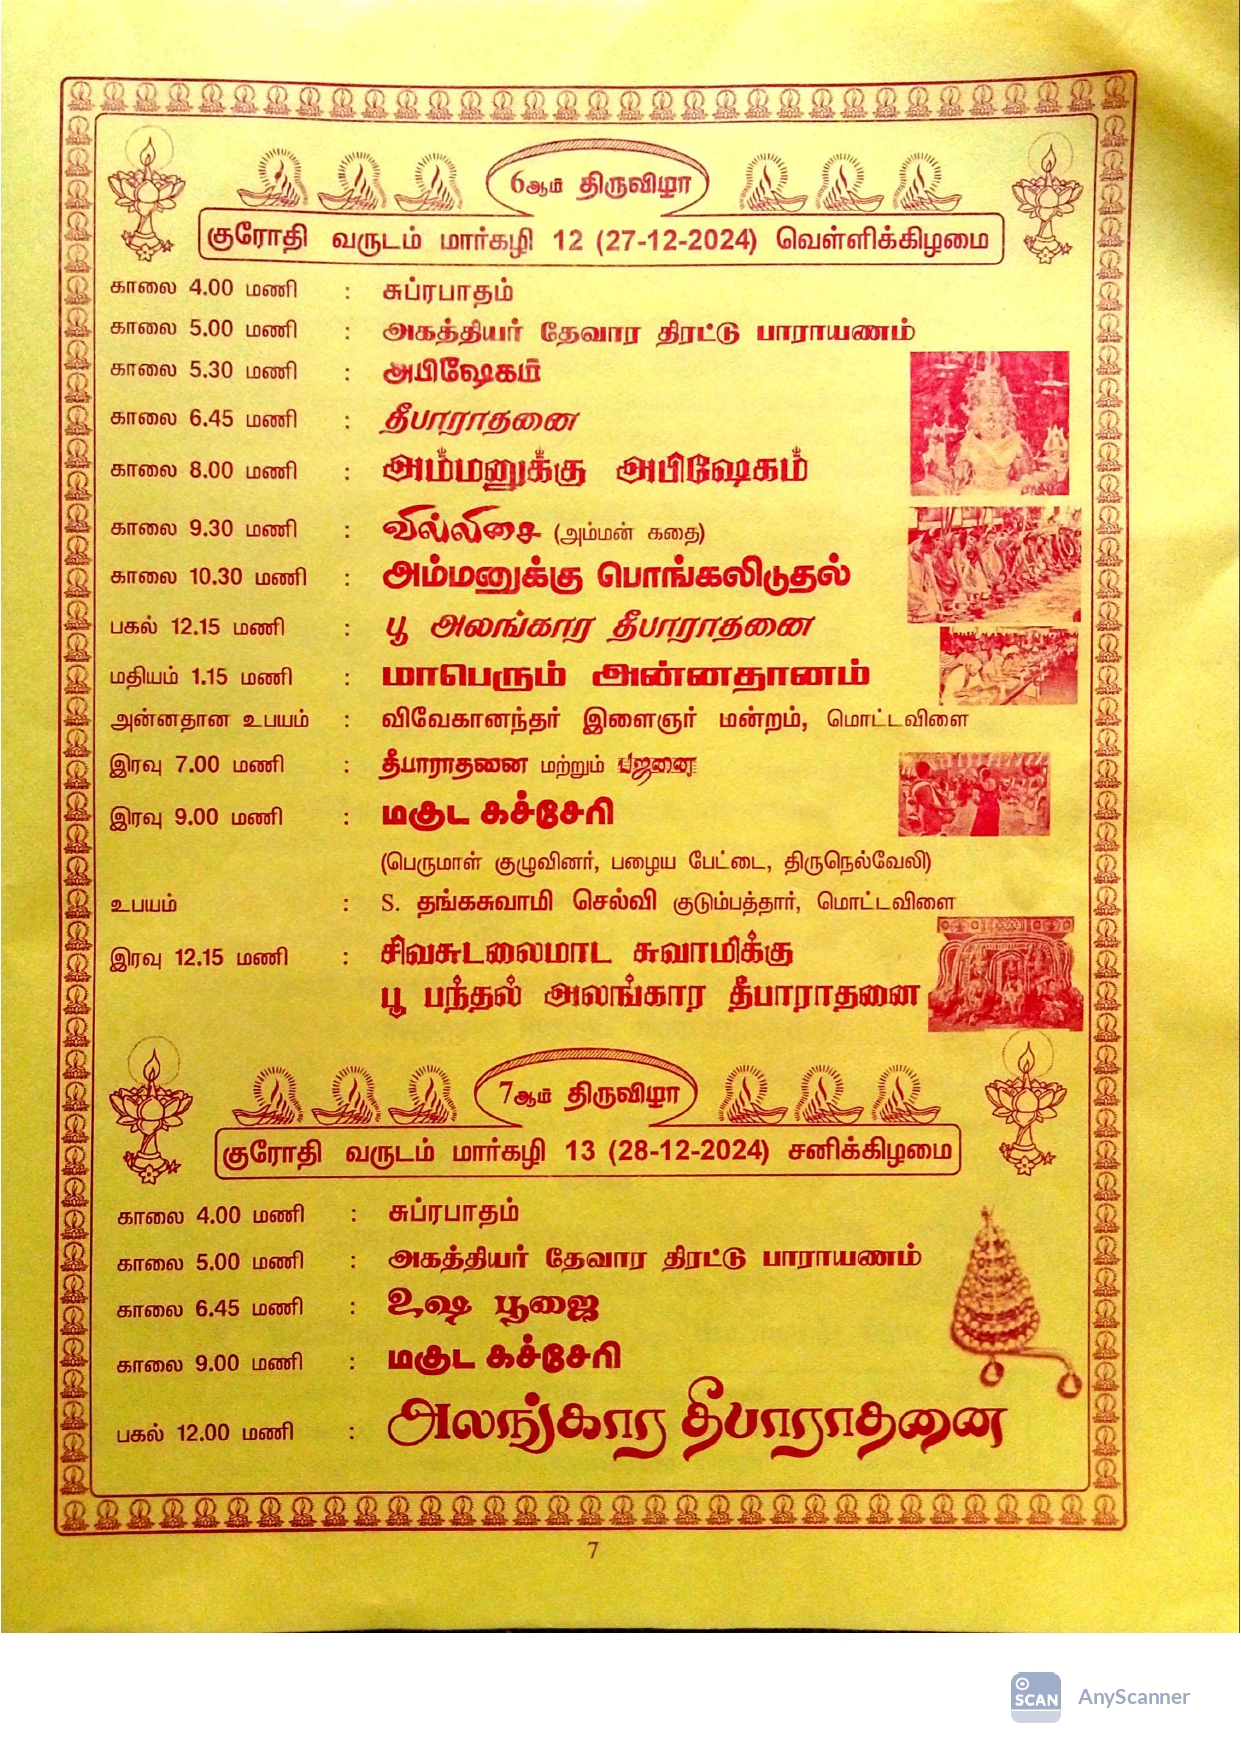 6ஆம் திருவிழா
குரோதி வருடம் மார்கழி 12 (27-12-2024) வெள்ளிக்கிழமை
காலை 4.00 மணி : சுப்ரபாதம்
காலை 5.00 மணி : அகத்தியர் தேவார திரட்டு பாராயணம்
காலை 5.30 மணி : அபிஷேகம்
காலை 6.45 மணி : தீபாராதனை
காலை 8.00 மணி : அம்மனுக்கு அபிஷேகம்
காலை 9.30 மணி : வில்லிசை (அம்மன் கதை)
காலை 10.30 மணி : அம்மனுக்கு பொங்கலிடுதல்
பகல் 12.15 மணி : பூ அலங்கார தீபாராதனை
மதியம் 1.15 மணி : மாபெரும் அன்னதானம்
அன்னதான உபயம் : விவேகானந்தர் இளைஞர் மன்றம், மொட்டவிளை
இரவு 7.00 மணி : தீபாராதனை மற்றும் பஜனை
இரவு 9.00 மணி : மகுட கச்சேரி
(பெருமாள் குழுவினர், பழைய பேட்டை, திருநெல்வேலி)
உபயம் : S. தங்கசுவாமி செல்வி குடும்பத்தார், மொட்டவிளை
இரவு 12.15 மணி : சிவசுடலைமாட சுவாமிக்கு
பூ பந்தல் அலங்கார தீபாராதனை
7ஆம் திருவிழா
குரோதி வருடம் மார்கழி 13 (28-12-2024) சனிக்கிழமை
காலை 4.00 மணி : சுப்ரபாதம்
காலை 5.00 மணி : அகத்தியர் தேவார திரட்டு பாராயணம்
காலை 6.45 மணி : உஷ பூஜை
காலை 9.00 மணி : மகுட கச்சேரி
பகல் 12.00 மணி : அலங்கார தீபாராதனை
7
SCAN AnyScanner